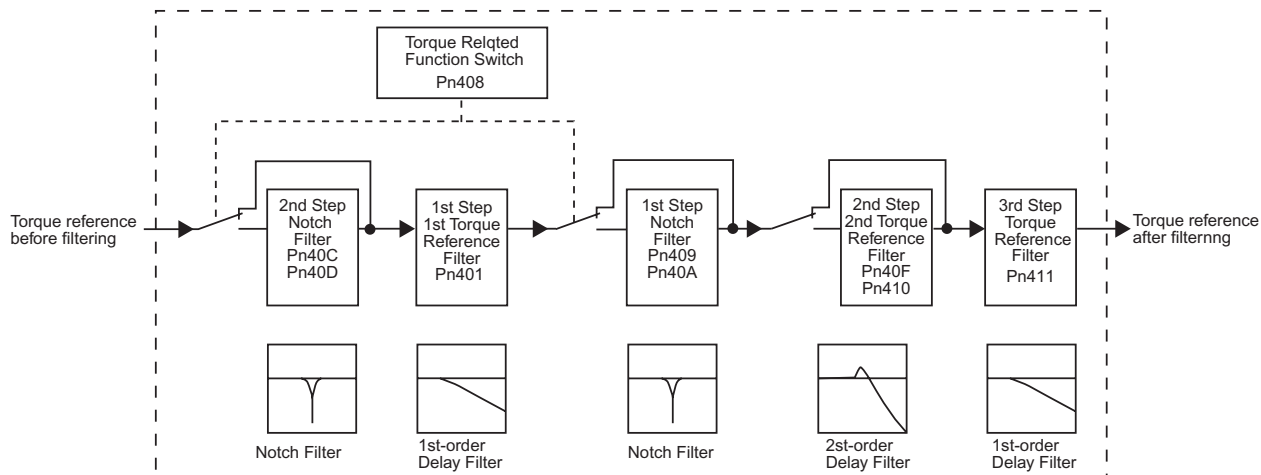 Torque Relqted
Function Switch
Pn408
Torque reference
before filtering
2nd Step
Notch
Filter
Pn40C
Pn40D
1st Step
1st Torque
Reference
Filter
Pn401
1st Step
Notch
Filter
Pn409
Pn40A
2nd Step
2nd Torque
Reference
Filter
Pn40F
Pn410
3rd Step
Torque
Reference
Filter
Pn411
Torque reference
after filternng
Notch Filter
1st-order
Delay Filter
Notch Filter
2st-order
Delay Filter
1st-order
Delay Filter